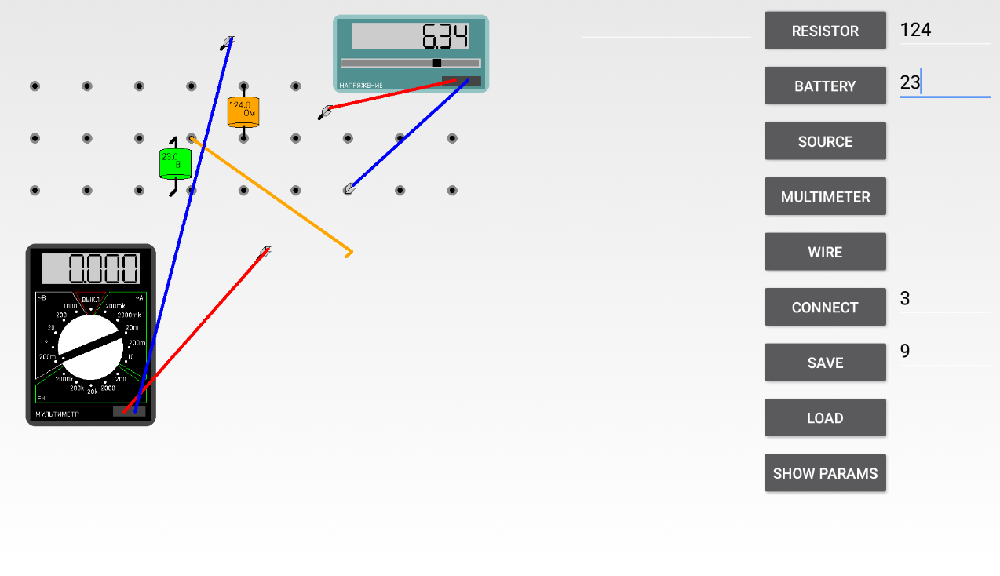 6.34
НАПРЯЖЕНИЕ
124.0
Ом
23.0
В
0.000
~В
ВЫКЛ
~A
1000
200mk
200
2000mk
20
20m
2
200m
200m
10
2000k
200
200k
20k
2000
=R
МУЛЬТИМЕТР
RESISTOR
124
BATTERY
23
SOURCE
MULTIMETER
WIRE
CONNECT
3
SAVE
9
LOAD
SHOW PARAMS